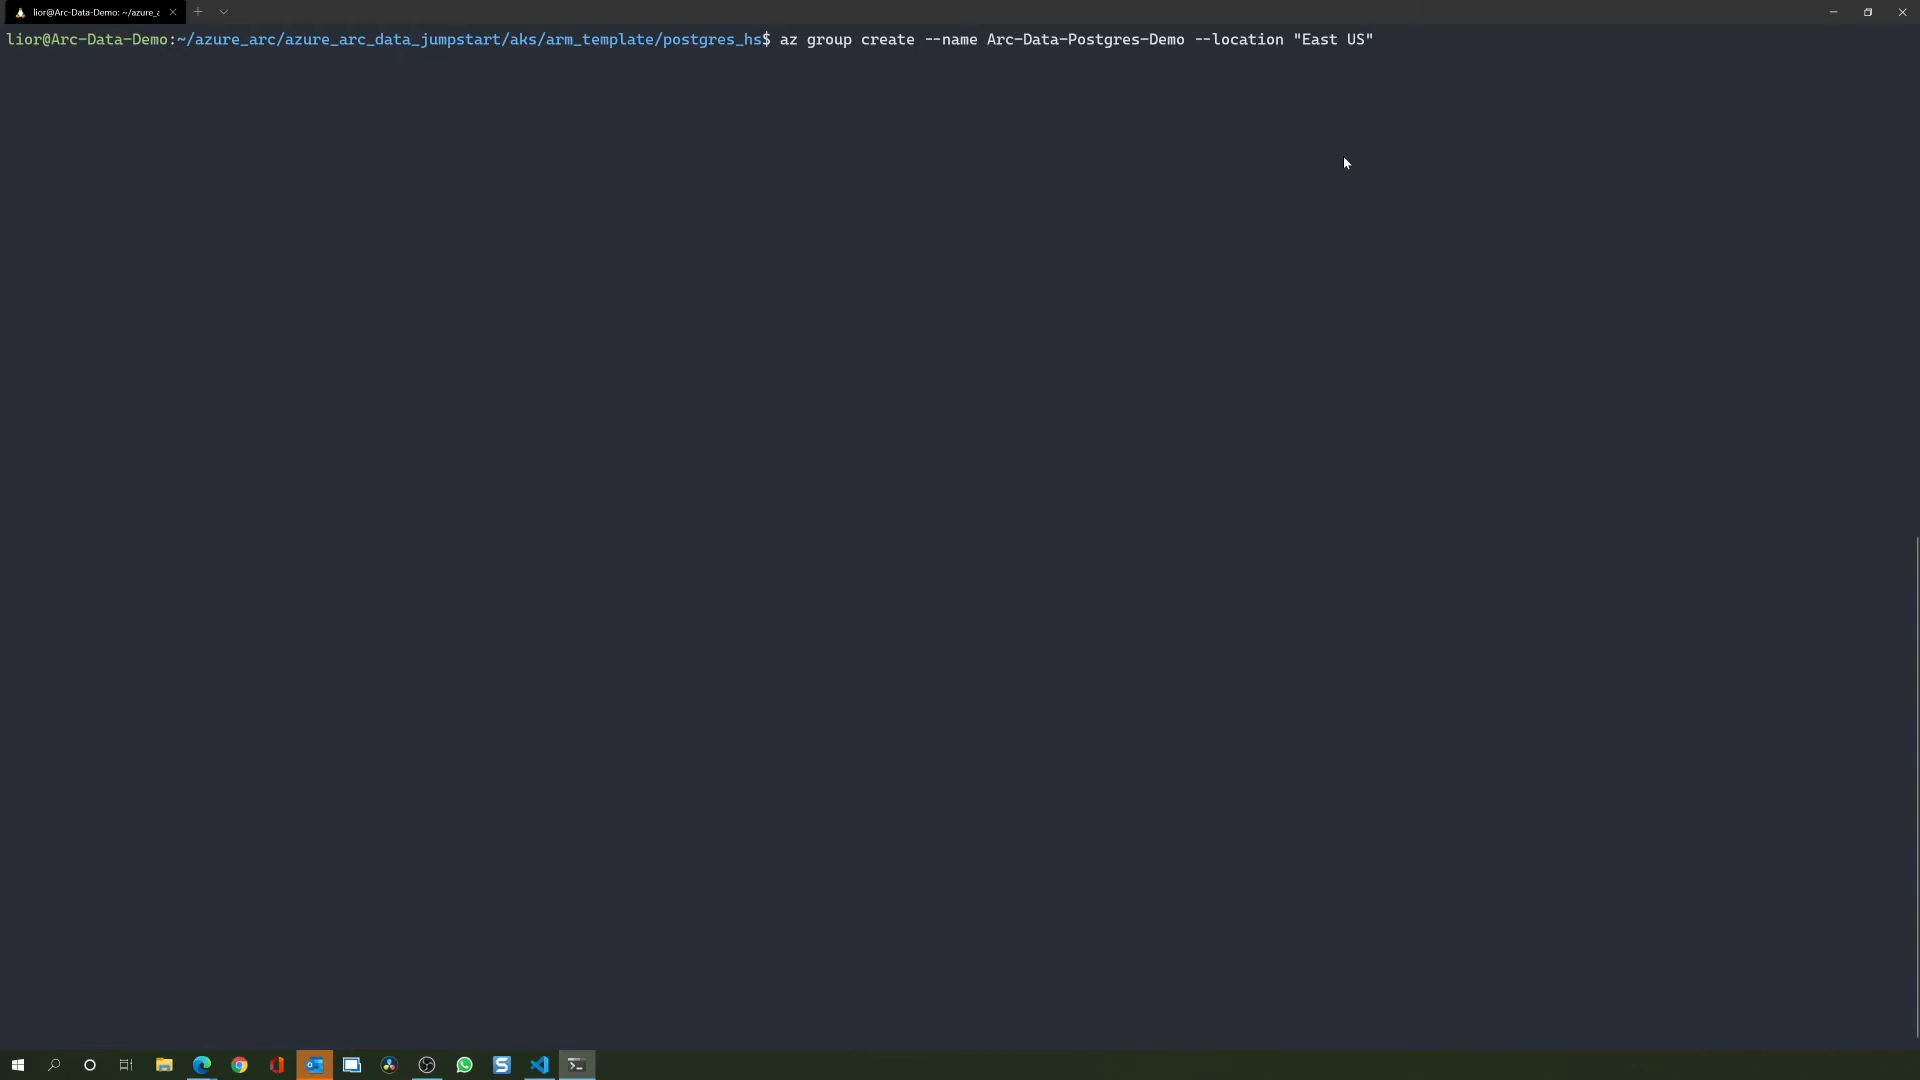 lior@Arc-Data-Demo: ~/azure_a
lior@Arc-Data-Demo:~/azure_arc/azure_arc_data_jumpstart/aks/arm_template/postgres_hs$ az group create --name Arc-Data-Postgres-Demo --location "East US"